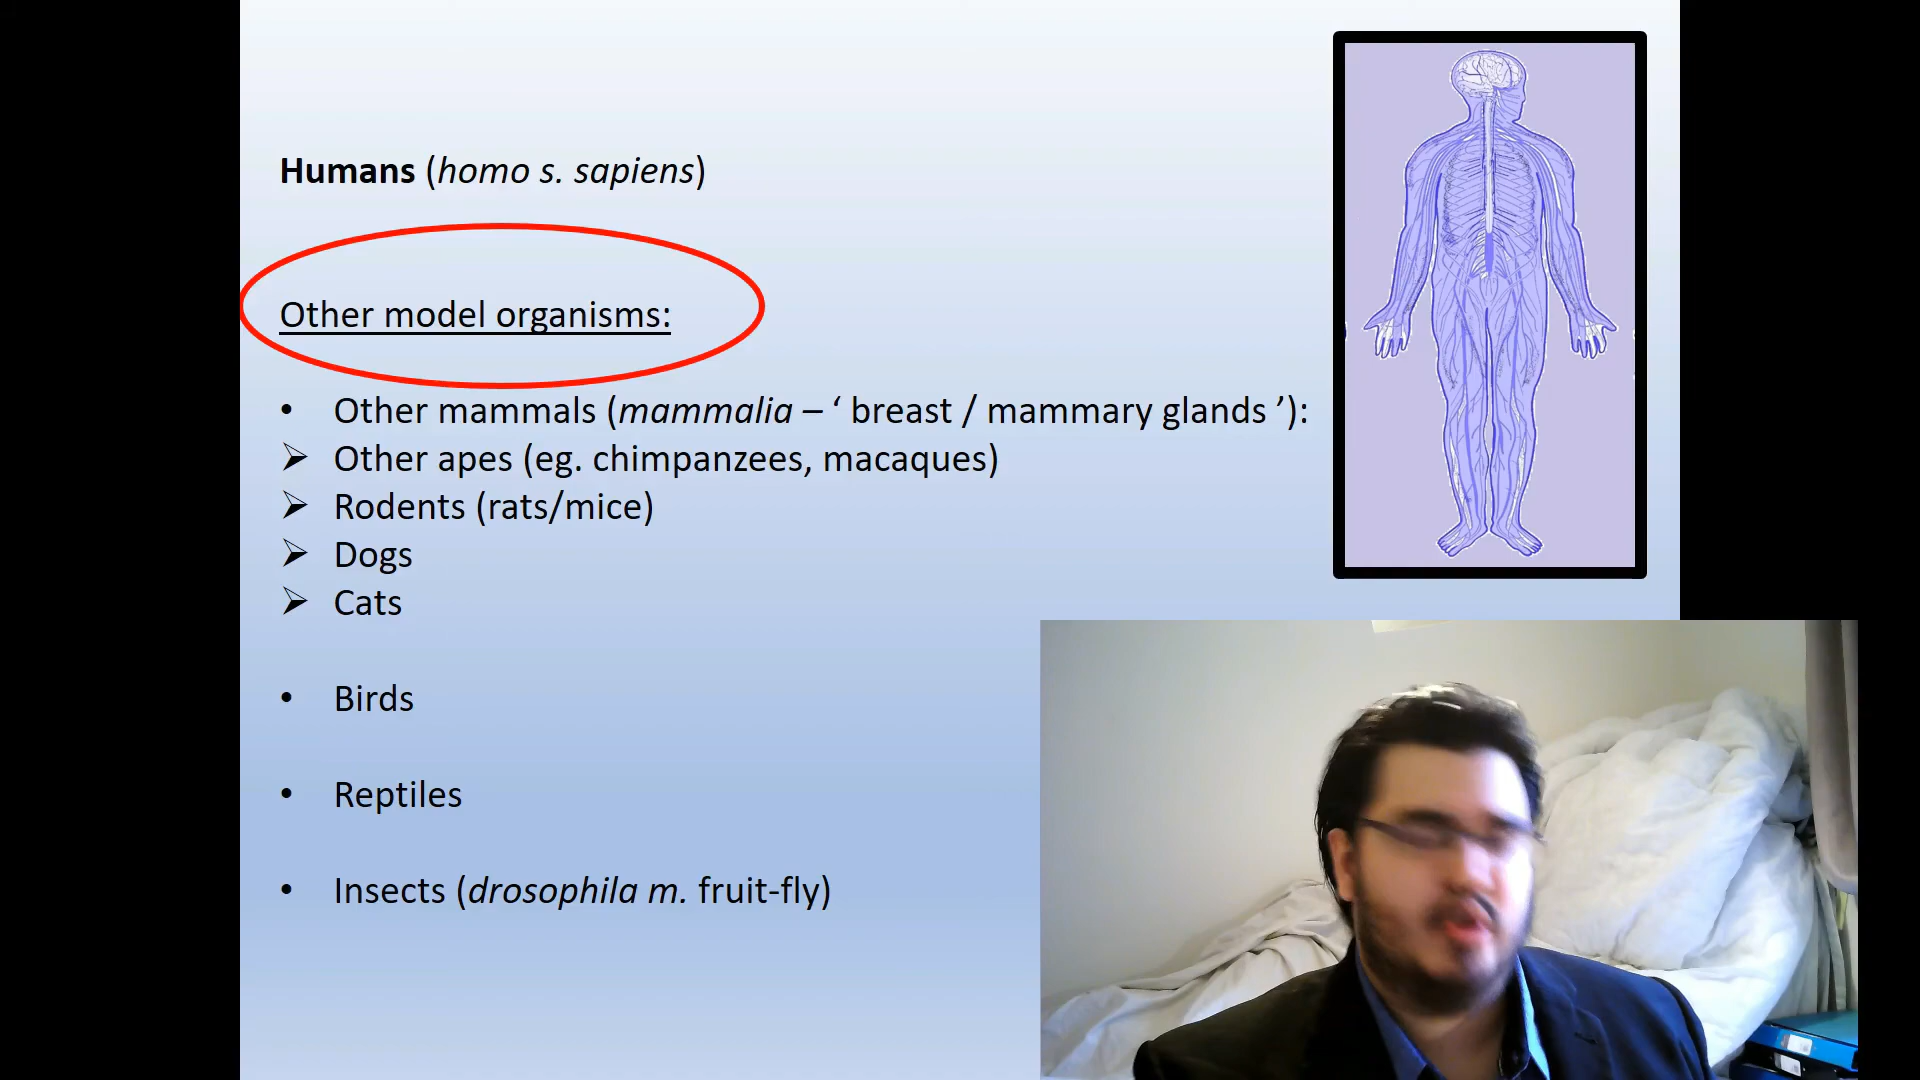 Humans (homo s. sapiens)
Other model organisms:
• Other mammals (mammalia – ‘ breast / mammary glands ’):
➢ Other apes (eg. chimpanzees, macaques)
➢ Rodents (rats/mice)
➢ Dogs
➢ Cats
• Birds
• Reptiles
• Insects (drosophila m. fruit-fly)